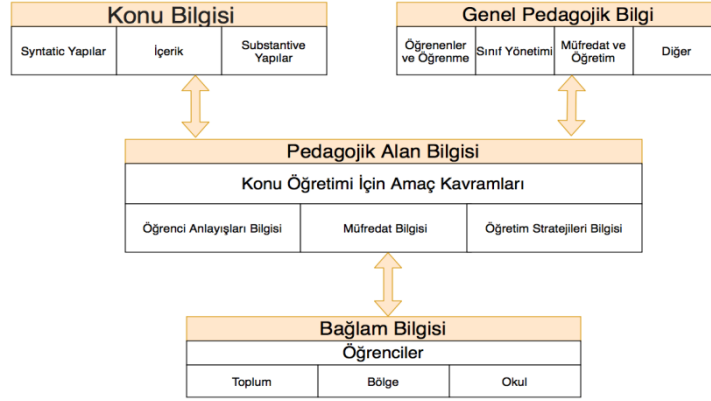 Konu Bilgisi
Syntatic Yapılar
İçerik
Substantive
Yapılar
Genel Pedagojik Bilgi
Öğrenenler
ve Öğrenme
Sınıf Yönetimi
Müfredat ve
Öğretim
Diğer
Pedagojik Alan Bilgisi
Konu Öğretimi İçin Amaç Kavramları
Öğrenci Anlayışları Bilgisi
Müfredat Bilgisi
Öğretim Stratejileri Bilgisi
Bağlam Bilgisi
Öğrenciler
Toplum
Bölge
Okul